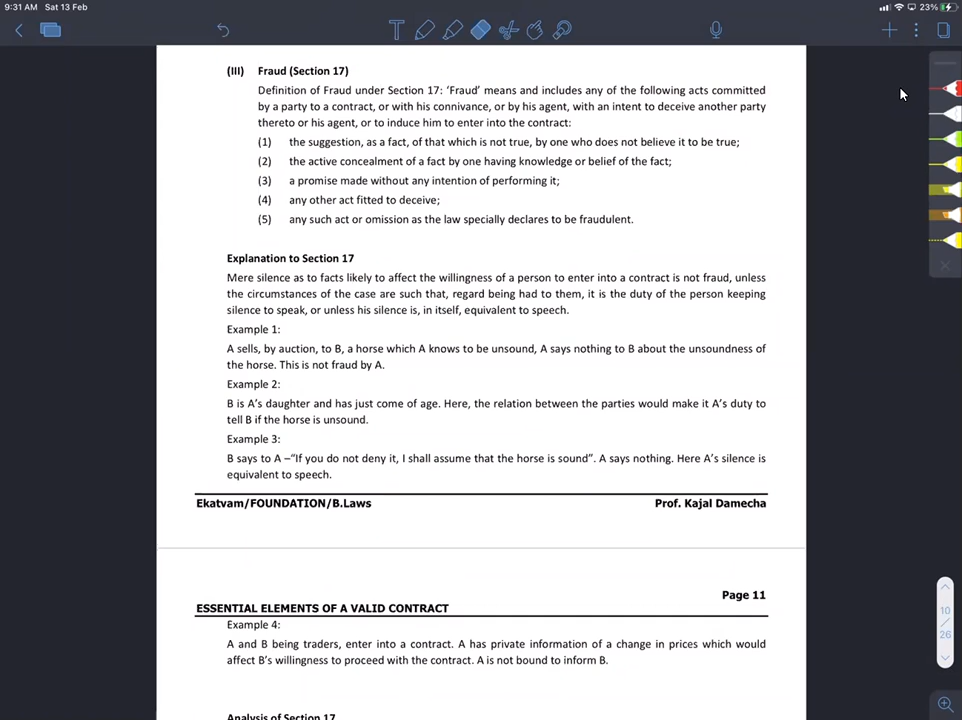 9:31 AM Sat 13 Feb
23%
(III) Fraud (Section 17)
Definition of Fraud under Section 17: ‘Fraud’ means and includes any of the following acts committed
by a party to a contract, or with his connivance, or by his agent, with an intent to deceive another party
thereto or his agent, or to induce him to enter into the contract:
(1) the suggestion, as a fact, of that which is not true, by one who does not believe it to be true;
(2) the active concealment of a fact by one having knowledge or belief of the fact;
(3) a promise made without any intention of performing it;
(4) any other act fitted to deceive;
(5) any such act or omission as the law specially declares to be fraudulent.
Explanation to Section 17
Mere silence as to facts likely to affect the willingness of a person to enter into a contract is not fraud, unless
the circumstances of the case are such that, regard being had to them, it is the duty of the person keeping
silence to speak, or unless his silence is, in itself, equivalent to speech.
Example 1:
A sells, by auction, to B, a horse which A knows to be unsound, A says nothing to B about the unsoundness of
the horse. This is not fraud by A.
Example 2:
B is A’s daughter and has just come of age. Here, the relation between the parties would make it A’s duty to
tell B if the horse is unsound.
Example 3:
B says to A –“If you do not deny it, I shall assume that the horse is sound”. A says nothing. Here A’s silence is
equivalent to speech.
Ekatvam/FOUNDATION/B.Laws Prof. Kajal Damecha
Page 11
ESSENTIAL ELEMENTS OF A VALID CONTRACT
Example 4:
A and B being traders, enter into a contract. A has private information of a change in prices which would
affect B’s willingness to proceed with the contract. A is not bound to inform B.
Analysis of Section 17
10
/
26